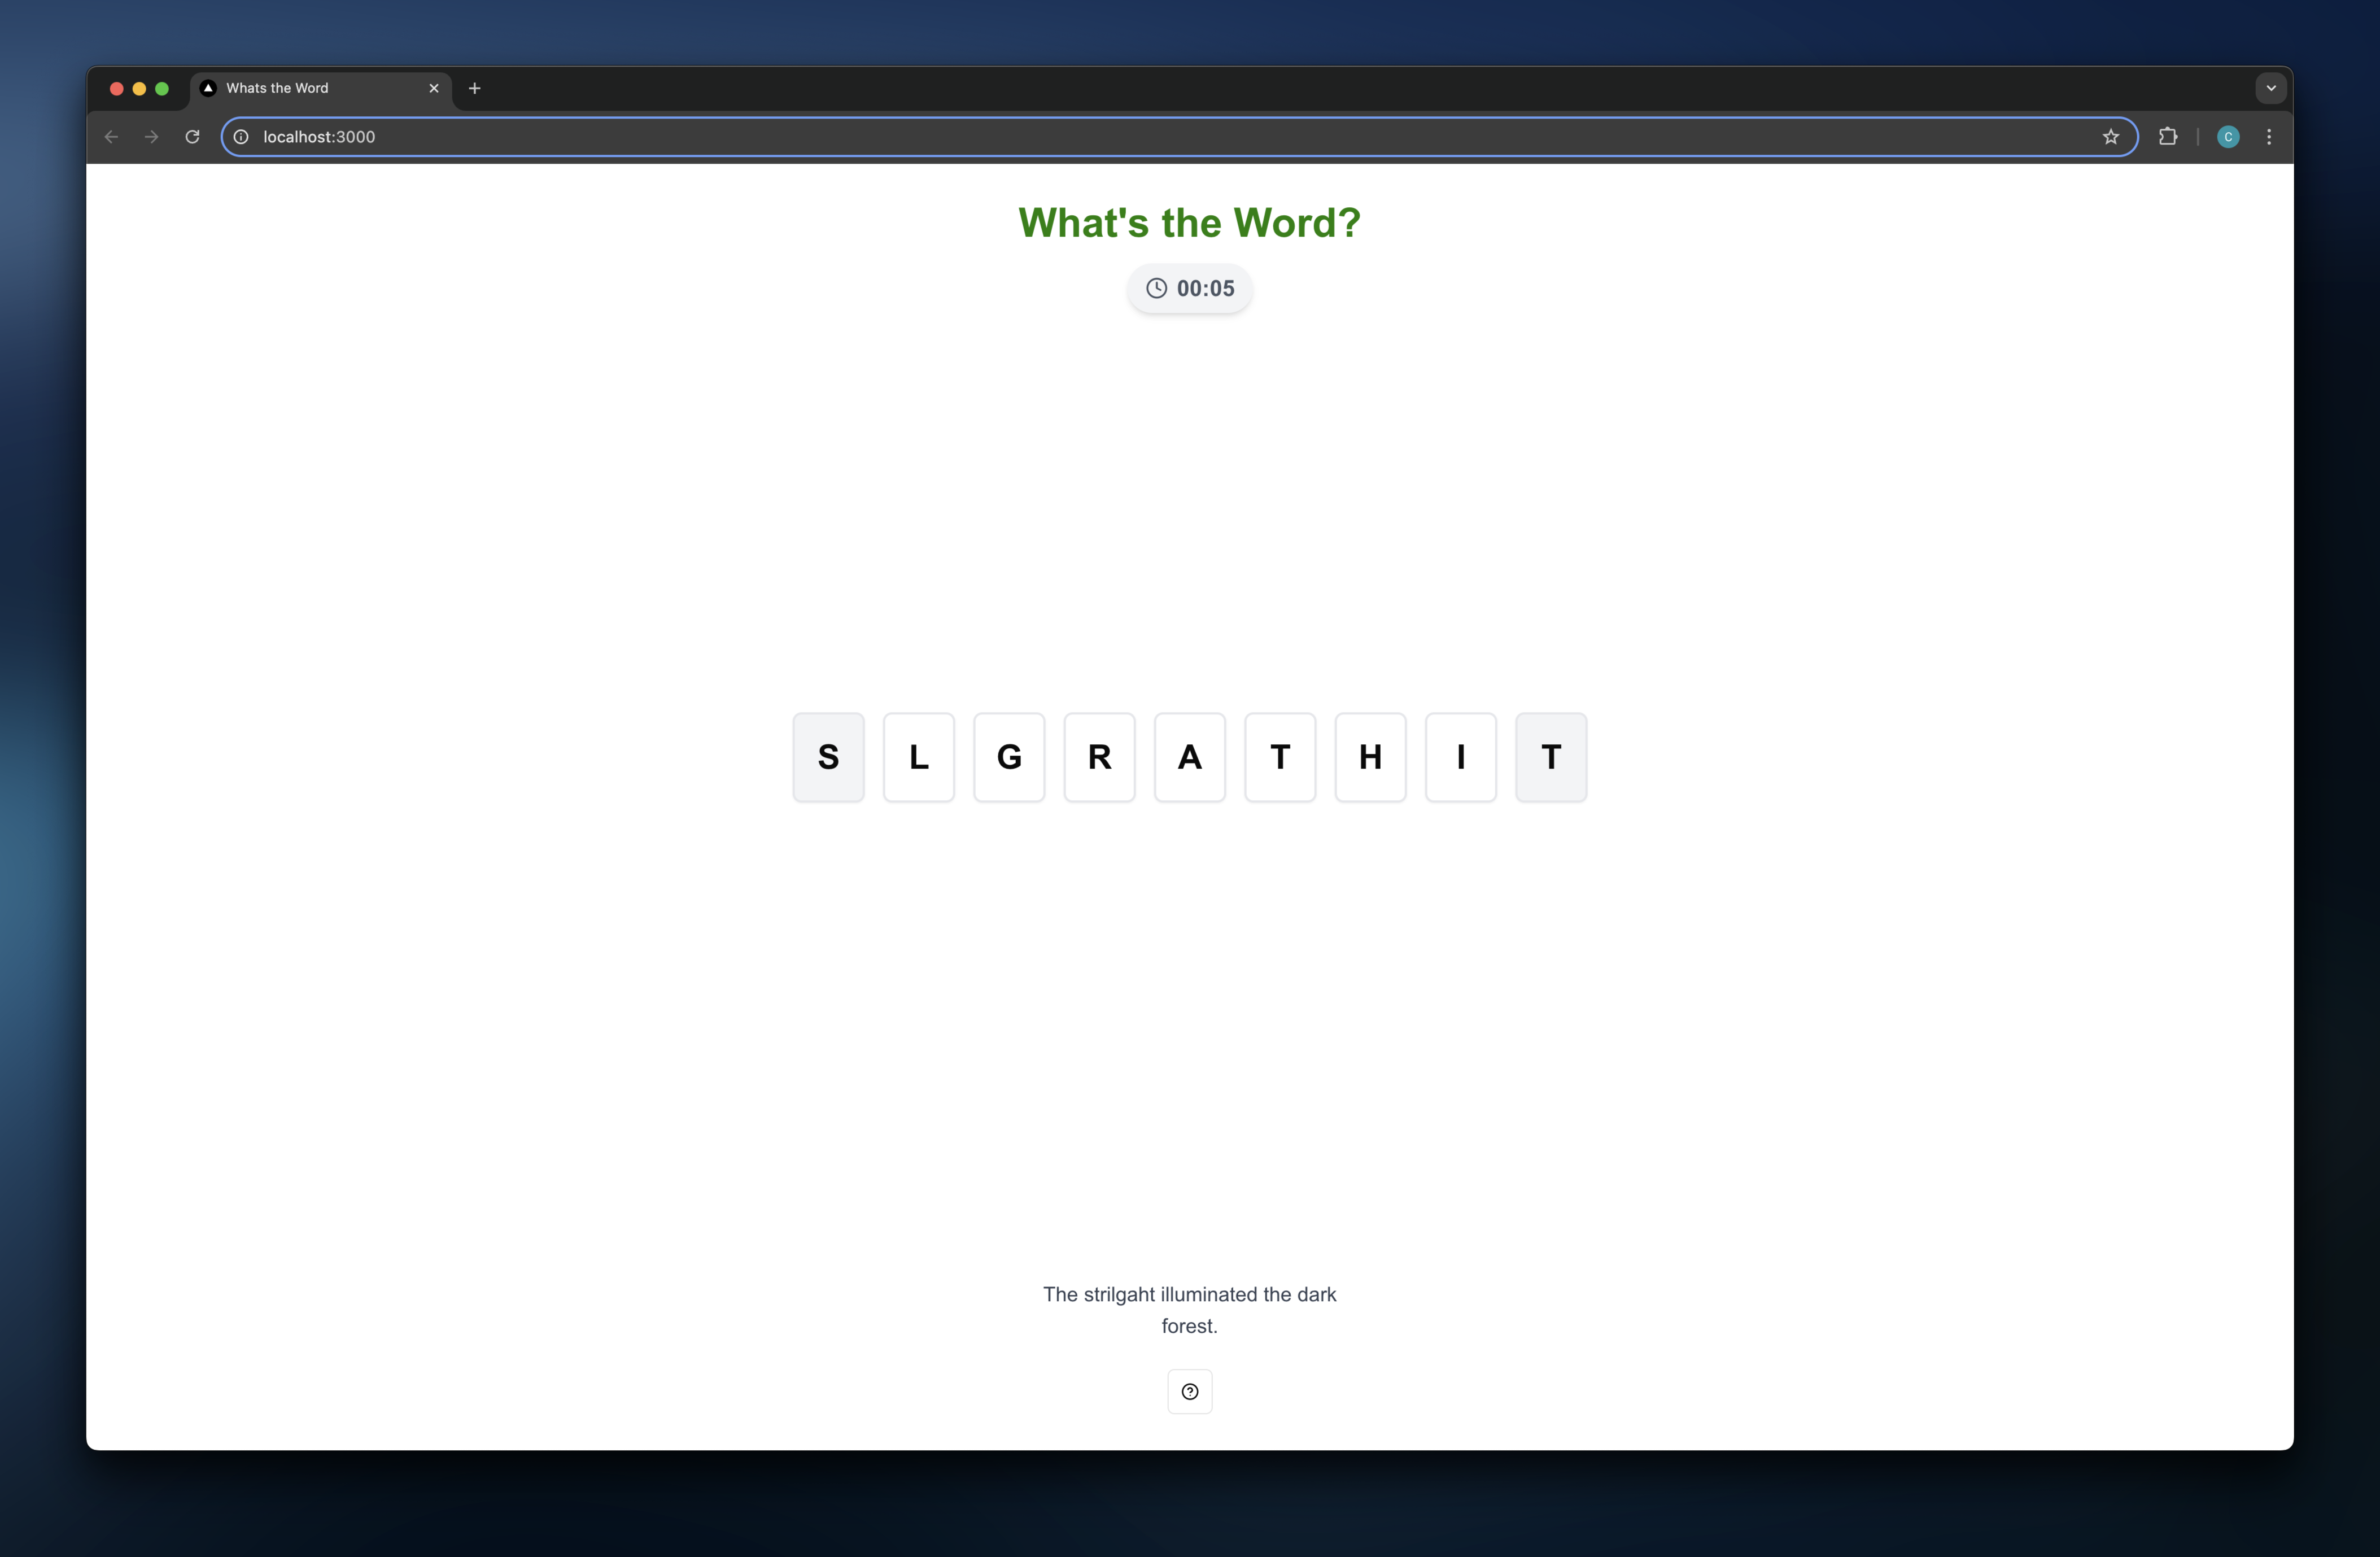 Whats the Word
localhost:3000
C
What's the Word?
00:05
S L G R A T H I T
The strilgaht illuminated the dark
forest.